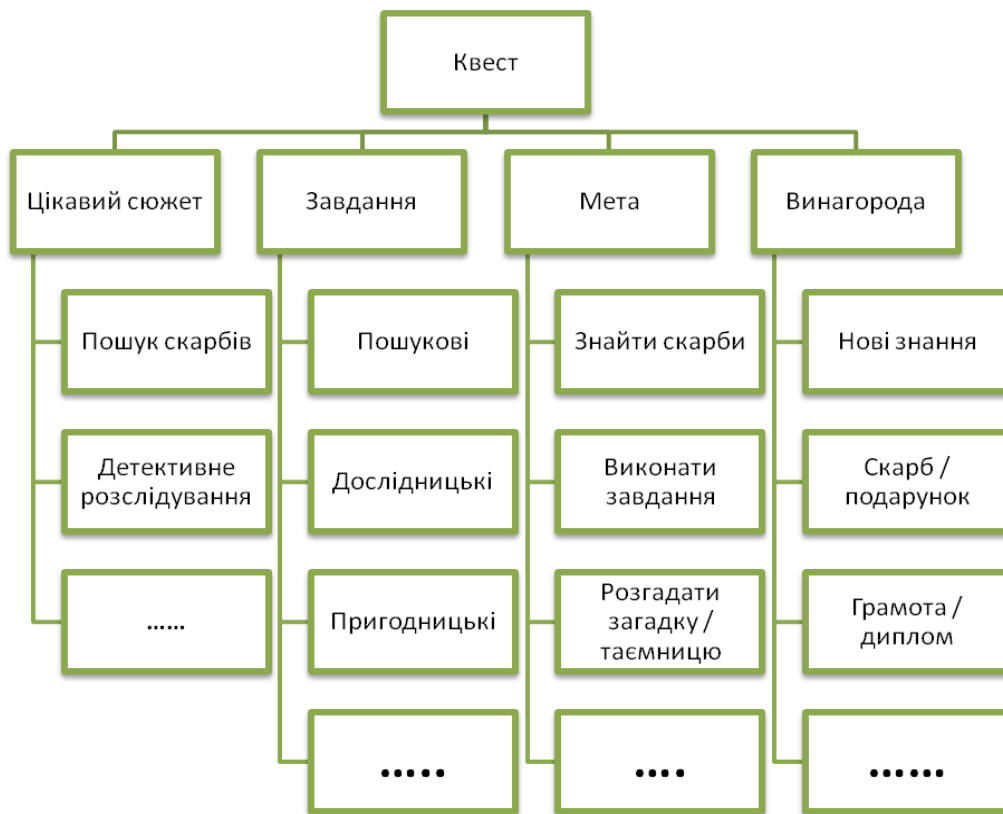 Квест
Цікавий сюжет
Пошук скарбів
Детективне
розслідування
......
Завдання
Пошукові
Дослідницькі
Пригодницькі
.....
Мета
Знайти скарби
Виконати
завдання
Розгадати
загадку /
таємницю
....
Винагорода
Нові знання
Скарб /
подарунок
Грамота /
диплом
......